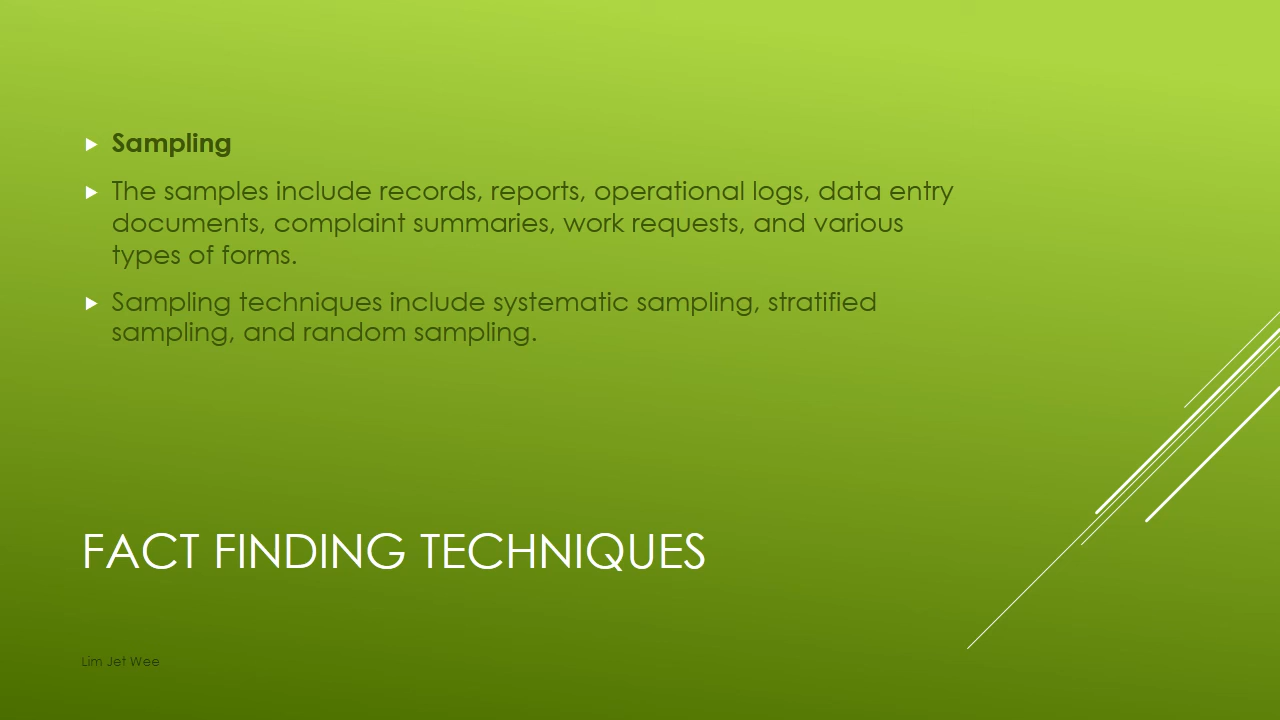 Sampling
The samples include records, reports, operational logs, data entry
documents, complaint summaries, work requests, and various
types of forms.
Sampling techniques include systematic sampling, stratified
sampling, and random sampling.
FACT FINDING TECHNIQUES
Lim Jet Wee